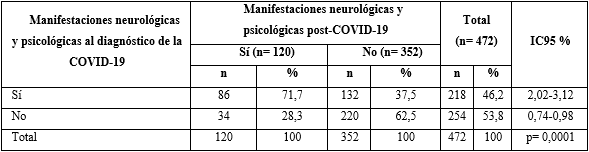 Manifestaciones neurológicas y psicológicas al diagnóstico de la COVID-19 Manifestaciones neurológicas y psicológicas post-COVID-19 Total (n= 472) IC95 %
Sí (n= 120) No (n= 352)
n % n % n %
Sí 86 71,7 132 37,5 218 46,2 2,02-3,12
No 34 28,3 220 62,5 254 53,8 0,74-0,98
Total 120 100 352 100 472 100 p= 0,0001